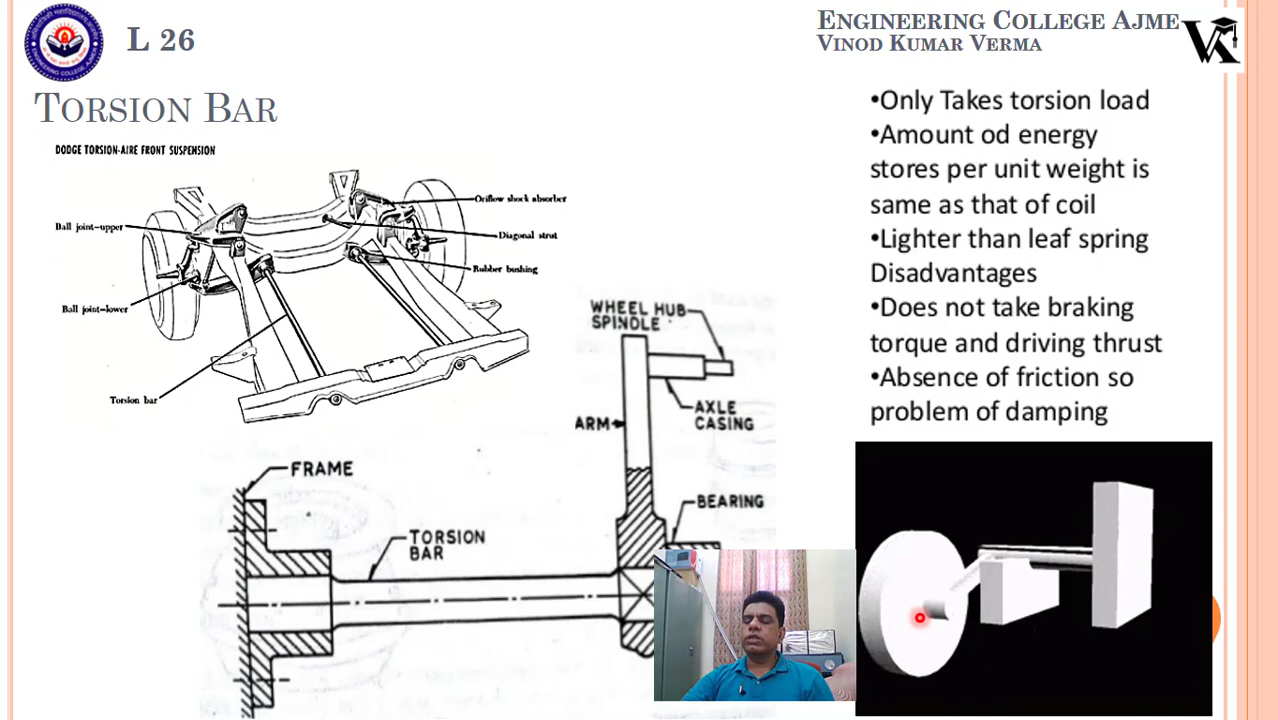 L 26
ENGINEERING COLLEGE AJME
VINOD KUMAR VERMA
TORSION BAR
DODGE TORSION-AIRE FRONT SUSPENSION
Oriflow shock absorber
Ball joint—upper
Diagonal strut
Rubber bushing
Ball joint—lower
Torsion bar
•Only Takes torsion load
•Amount od energy
stores per unit weight is
same as that of coil
•Lighter than leaf spring
Disadvantages
•Does not take braking
torque and driving thrust
•Absence of friction so
problem of damping
WHEEL HUB
SPINDLE
AXLE
CASING
ARM
FRAME
BEARING
TORSION
BAR